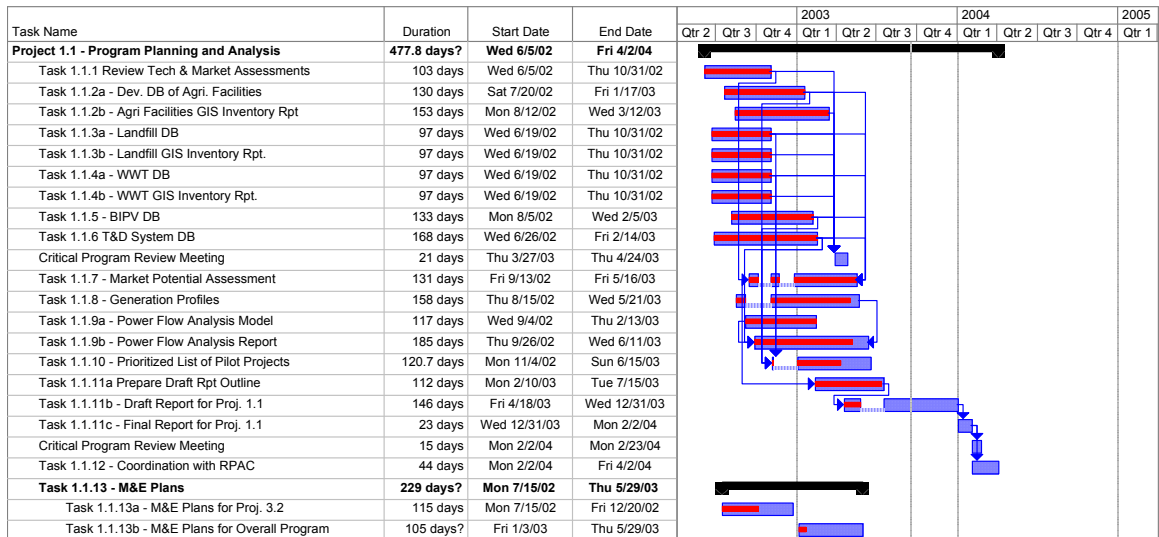 2003 2004 2005
Task Name Duration Start Date End Date Qtr 2 Qtr 3 Qtr 4 Qtr 1 Qtr 2 Qtr 3 Qtr 4 Qtr 1 Qtr 2 Qtr 3 Qtr 4 Qtr 1
Project 1.1 - Program Planning and Analysis 477.8 days? Wed 6/5/02 Fri 4/2/04
Task 1.1.1 Review Tech & Market Assessments 103 days Wed 6/5/02 Thu 10/31/02
Task 1.1.2a - Dev. DB of Agri. Facilities 130 days Sat 7/20/02 Fri 1/17/03
Task 1.1.2b - Agri Facilities GIS Inventory Rpt 153 days Mon 8/12/02 Wed 3/12/03
Task 1.1.3a - Landfill DB 97 days Wed 6/19/02 Thu 10/31/02
Task 1.1.3b - Landfill GIS Inventory Rpt. 97 days Wed 6/19/02 Thu 10/31/02
Task 1.1.4a - WWT DB 97 days Wed 6/19/02 Thu 10/31/02
Task 1.1.4b - WWT GIS Inventory Rpt. 97 days Wed 6/19/02 Thu 10/31/02
Task 1.1.5 - BIPV DB 133 days Mon 8/5/02 Wed 2/5/03
Task 1.1.6 T&D System DB 168 days Wed 6/26/02 Fri 2/14/03
Critical Program Review Meeting 21 days Thu 3/27/03 Thu 4/24/03
Task 1.1.7 - Market Potential Assessment 131 days Fri 9/13/02 Fri 5/16/03
Task 1.1.8 - Generation Profiles 158 days Thu 8/15/02 Wed 5/21/03
Task 1.1.9a - Power Flow Analysis Model 117 days Wed 9/4/02 Thu 2/13/03
Task 1.1.9b - Power Flow Analysis Report 185 days Thu 9/26/02 Wed 6/11/03
Task 1.1.10 - Prioritized List of Pilot Projects 120.7 days Mon 11/4/02 Sun 6/15/03
Task 1.1.11a Prepare Draft Rpt Outline 112 days Mon 2/10/03 Tue 7/15/03
Task 1.1.11b - Draft Report for Proj. 1.1 146 days Fri 4/18/03 Wed 12/31/03
Task 1.1.11c - Final Report for Proj. 1.1 23 days Wed 12/31/03 Mon 2/2/04
Critical Program Review Meeting 15 days Mon 2/2/04 Mon 2/23/04
Task 1.1.12 - Coordination with RPAC 44 days Mon 2/2/04 Fri 4/2/04
Task 1.1.13 - M&E Plans 229 days? Mon 7/15/02 Thu 5/29/03
Task 1.1.13a - M&E Plans for Proj. 3.2 115 days Mon 7/15/02 Fri 12/20/02
Task 1.1.13b - M&E Plans for Overall Program 105 days? Fri 1/3/03 Thu 5/29/03